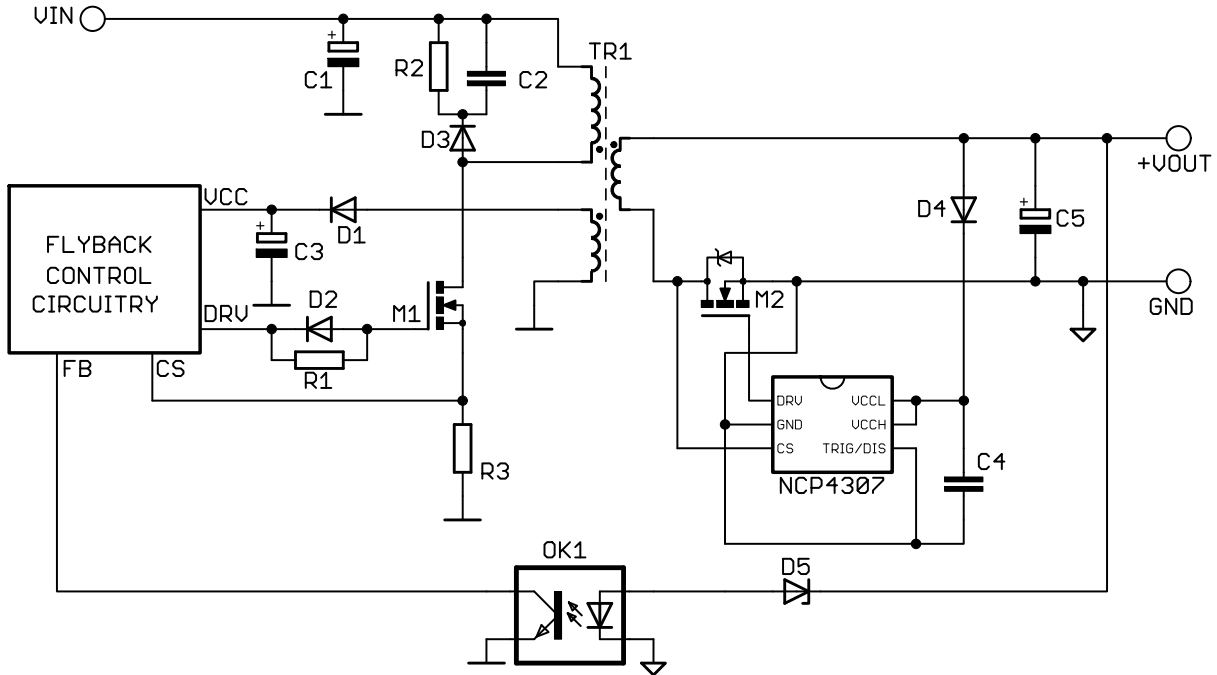 VIN
+
C1
R2
C2
TR1
D3
+VOUT
VCC
D1
+
C3
D4
+
C5
FLYBACK
CONTROL
CIRCUITRY
DRV
D2
M1
M2
GND
FB
CS
R1
DRV
VCCL
GND
VCCH
CS
TRIG/DIS
NCP4307
R3
C4
OK1
D5